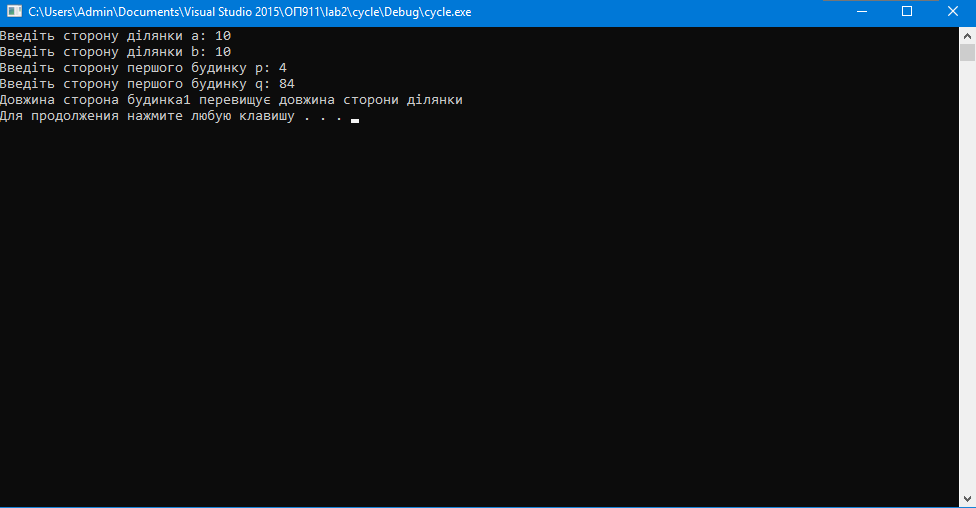 C:\Users\Admin\Documents\Visual Studio 2015\ОП911\lab2\cycle\Debug\cycle.exe
Введіть сторону ділянки a: 10
Введіть сторону ділянки b: 10
Введіть сторону першого будинку p: 4
Введіть сторону першого будинку q: 84
Довжина сторона будинка1 перевищує довжина сторони ділянки
Для продолжения нажмите любую клавишу . . .